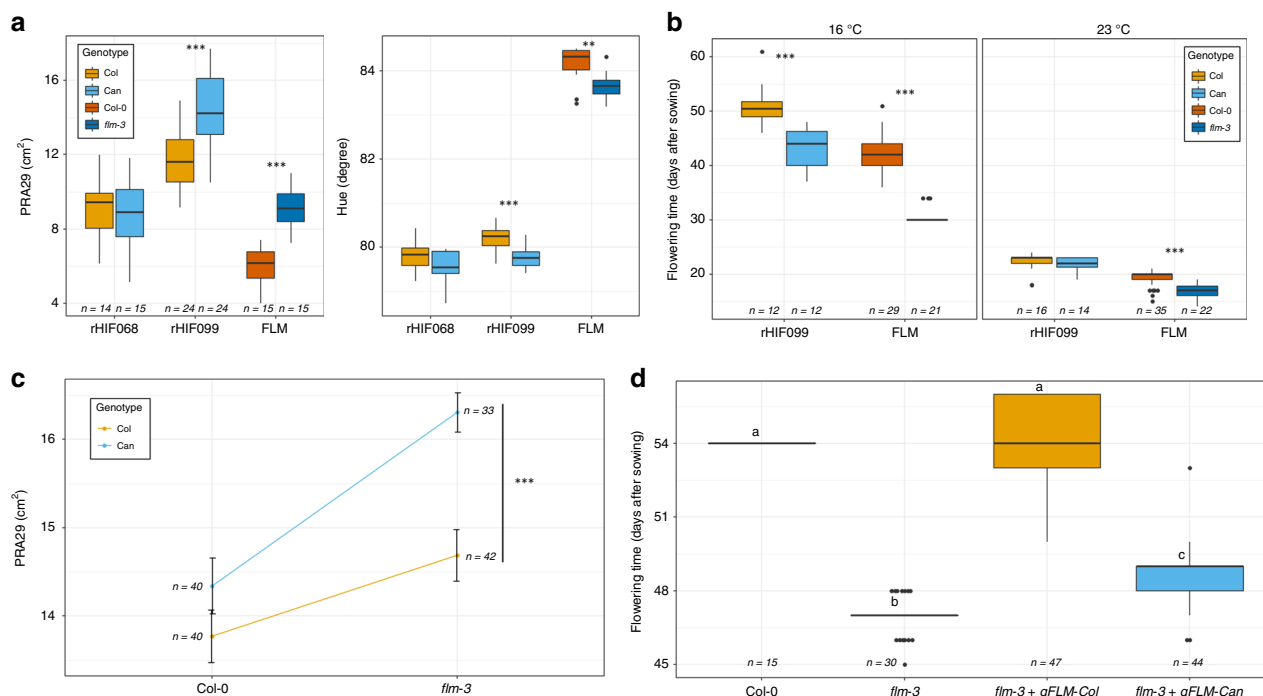 a
Genotype
Col
Can
Col-0
flm-3
PRA29 (cm²)
16
12
8
4
***
***
n = 14 n = 15
n = 24 n = 24
n = 15 n = 15
rHIF068
rHIF099
FLM
Hue (degree)
84
82
80
***
**
rHIF068
rHIF099
FLM
b
16 °C
23 °C
Flowering time (days after sowing)
60
50
40
30
20
***
***
***
Genotype
Col
Can
Col-0
flm-3
n = 12 n = 12
n = 29 n = 21
n = 16 n = 14
n = 35 n = 22
rHIF099
FLM
rHIF099
FLM
c
Genotype
Col
Can
PRA29 (cm²)
16
15
14
n = 33
***
n = 42
n = 40
n = 40
Col-0
flm-3
d
Flowering time (days after sowing)
54
51
48
45
a
b
a
c
n = 15
n = 30
n = 47
n = 44
Col-0
flm-3
flm-3 + gFLM-Col
flm-3 + gFLM-Can